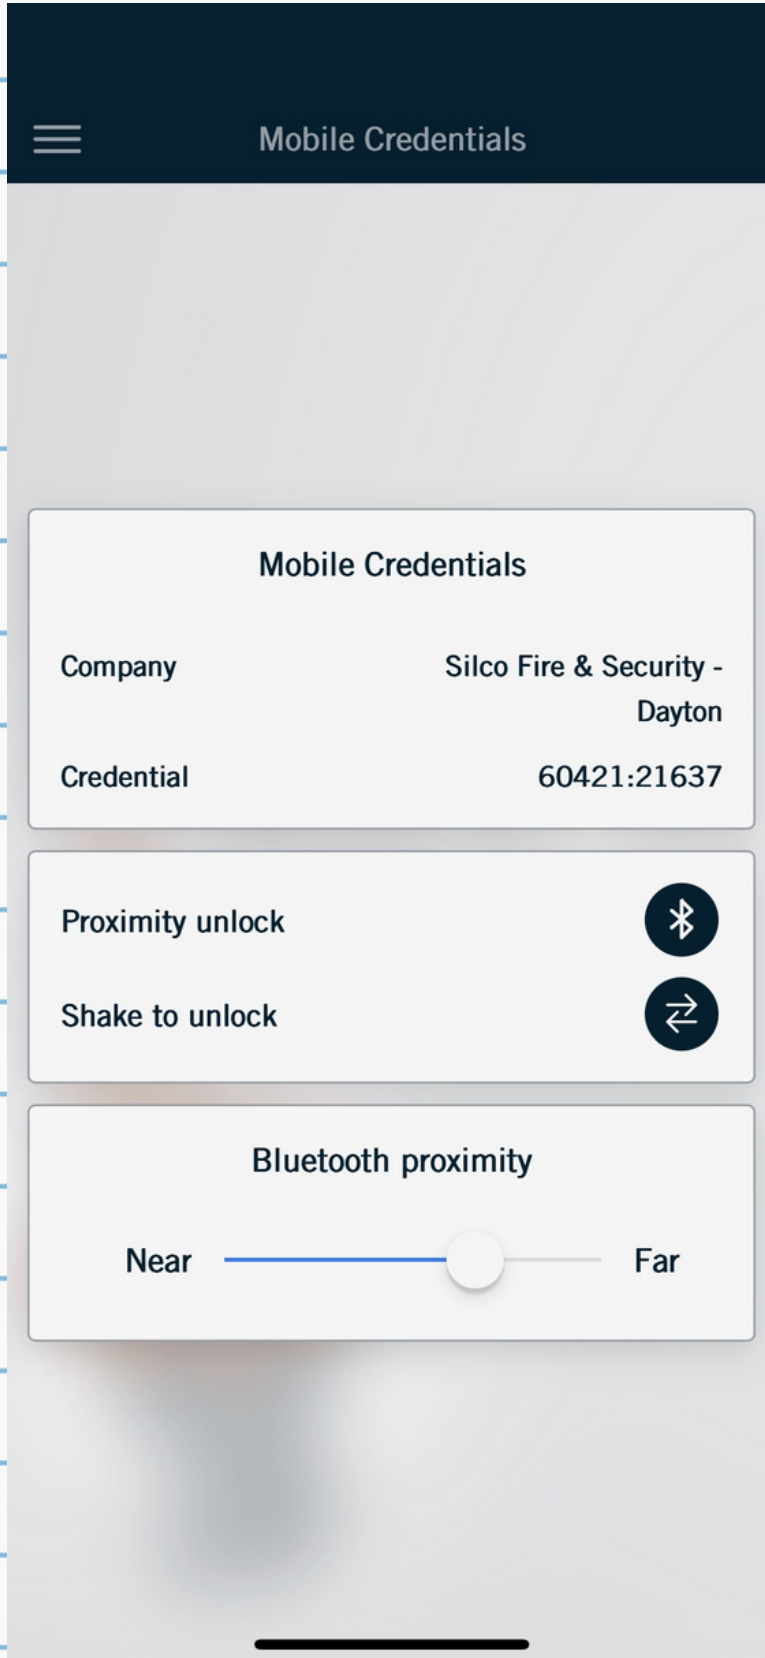 Mobile Credentials
Mobile Credentials
Company Silco Fire & Security -
Dayton
Credential 60421:21637
Proximity unlock
Shake to unlock
Bluetooth proximity
Near Far